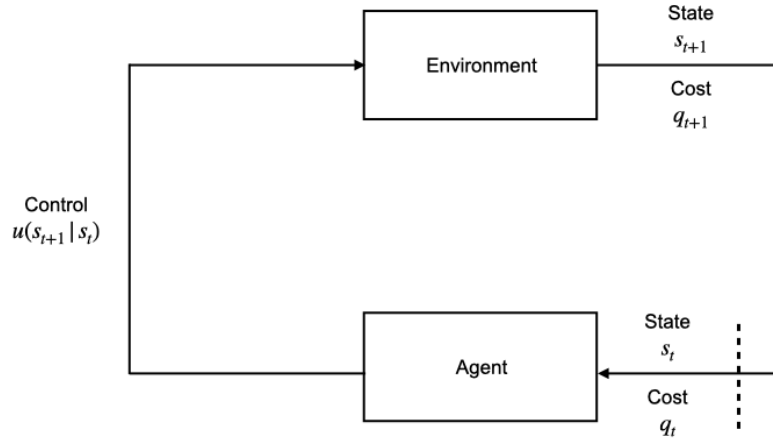 State
s_{t+1}
Environment
Cost
q_{t+1}
Control
u(s_{t+1} | s_t)
State
s_t
Agent
Cost
q_t